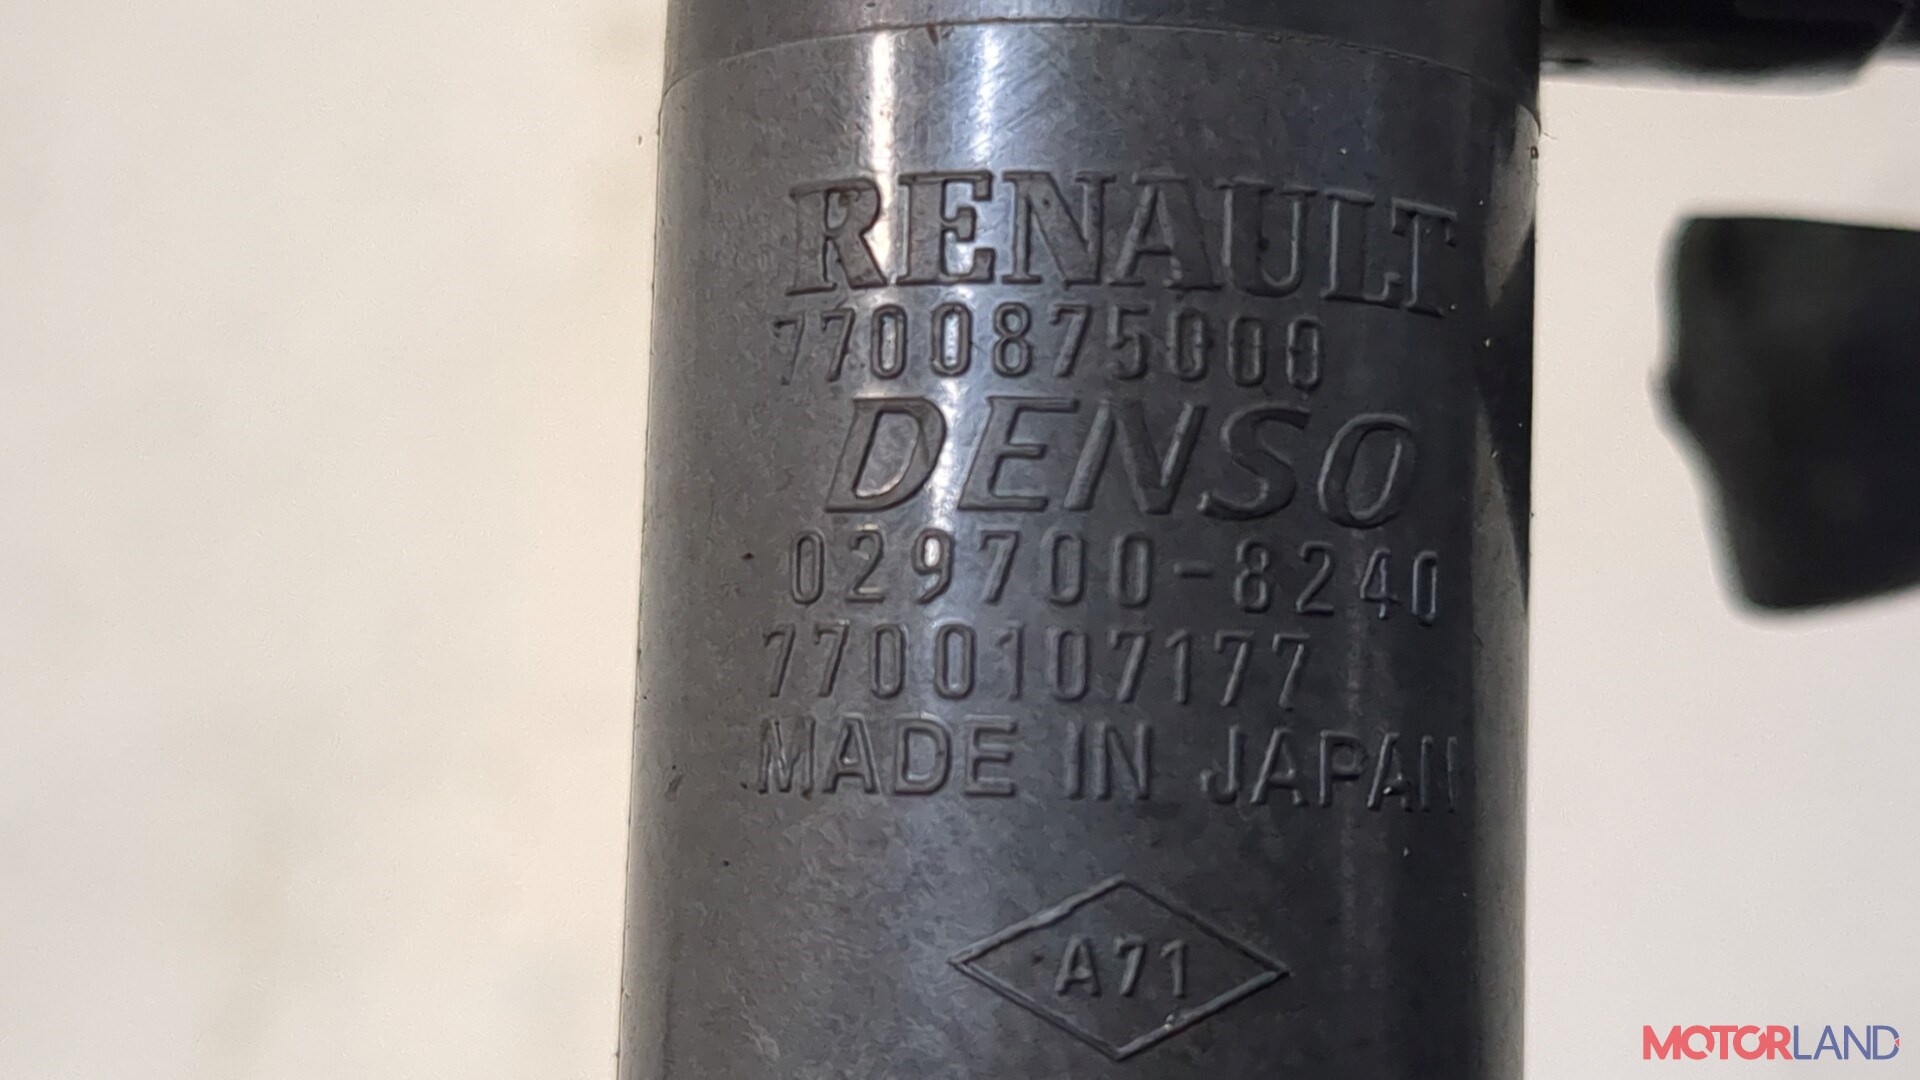 RENAULT
7700875000
DENSO
029700-8240
7700107177
MADE IN JAPAN
A71
MOTORLAND